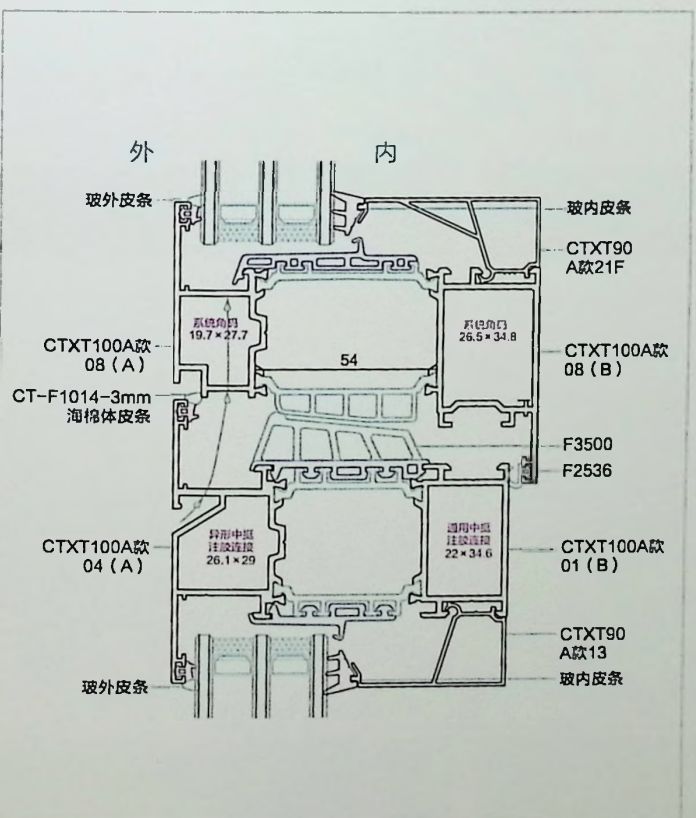 外 内
玻外皮条
玻内皮条
CTXT90
A款21F
系统角码
19.7×27.7
系统角码
26.5×34.8
CTXT100A款
08（A）
54
CTXT100A款
08（B）
CT-F1014-3mm
海棉体皮条
F3500
F2536
异形中挺
注胶连接
26.1×29
通用中挺
注胶连接
22×34.6
CTXT100A款
04（A）
CTXT100A款
01（B）
CTXT90
A款13
玻外皮条
玻内皮条